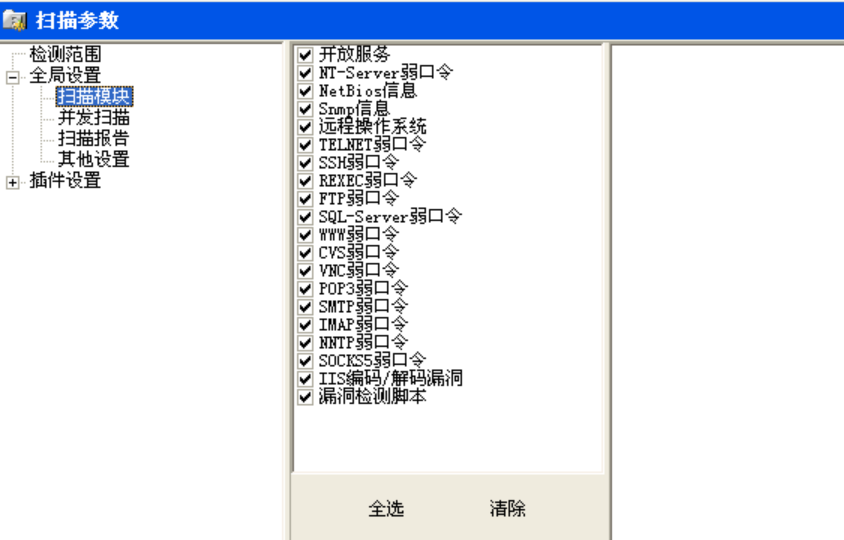 扫描参数
检测范围
全局设置
扫描模块
并发扫描
扫描报告
其他设置
插件设置
开放服务
NT-Server弱口令
NetBios信息
Snmp信息
远程操作系统
TELNET弱口令
SSH弱口令
REXEC弱口令
FTP弱口令
SQL-Server弱口令
WWW弱口令
CVS弱口令
VNC弱口令
POP3弱口令
SMTP弱口令
IMAP弱口令
NNTP弱口令
SOCKS5弱口令
IIS编码/解码漏洞
漏洞检测脚本
全选 清除